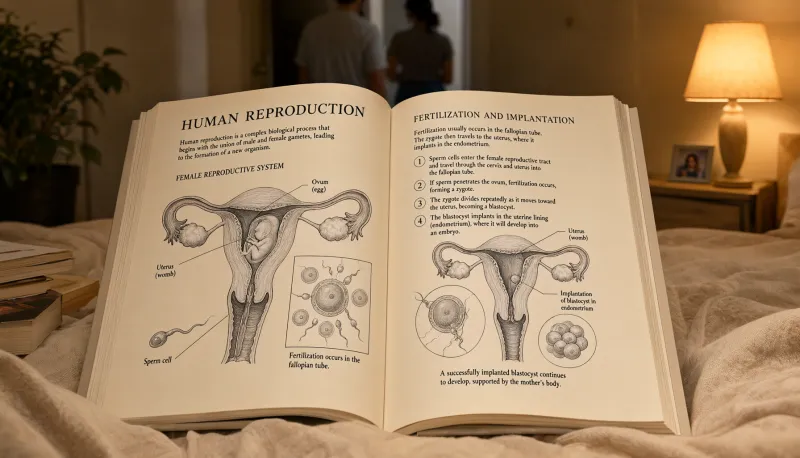 HUMAN REPRODUCTION
Human reproduction is a complex biological process that
begins with the union of male and female gametes, leading
to the formation of a new organism.
FEMALE REPRODUCTIVE SYSTEM
Ovum
(egg)
Uterus
(womb)
Sperm cell
Fertilization occurs in the
fallopian tube.
FERTILIZATION AND IMPLANTATION
Fertilization usually occurs in the fallopian tube.
The zygote then travels to the uterus, where it
implants in the endometrium.
1 Sperm cells enter the female reproductive tract
and travel through the cervix and uterus into
the fallopian tube.
2 If sperm penetrates the ovum, fertilization occurs,
forming a zygote.
3 The zygote divides repeatedly as it moves toward
the uterus, becoming a blastocyst.
4 The blastocyst implants in the uterine lining
(endometrium), where it will develop into
an embryo.
Uterus
(womb)
Implantation
of blastocyst in
endometrium
A successfully implanted blastocyst continues
to develop, supported by the mother's body.